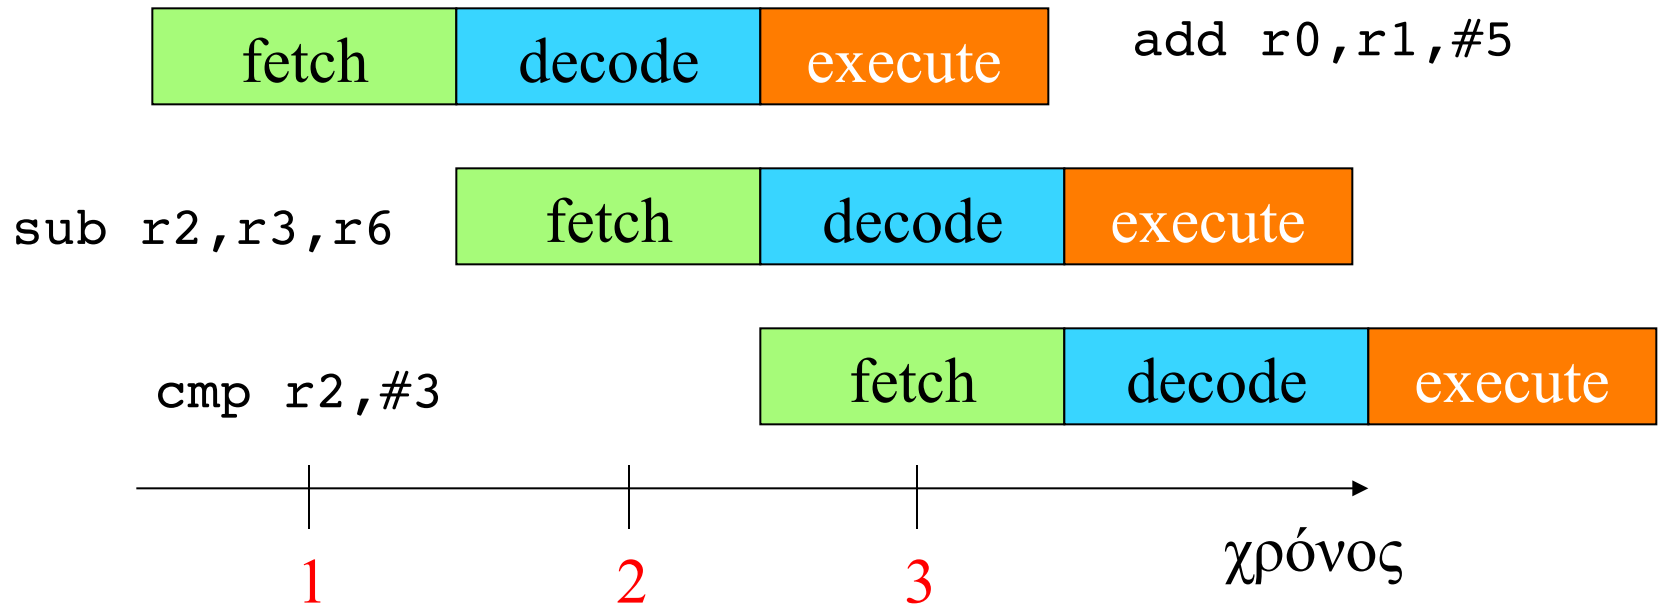 fetch decode execute add r0,r1,#5
sub r2,r3,r6 fetch decode execute
cmp r2,#3 fetch decode execute
1 2 3 χρόνος